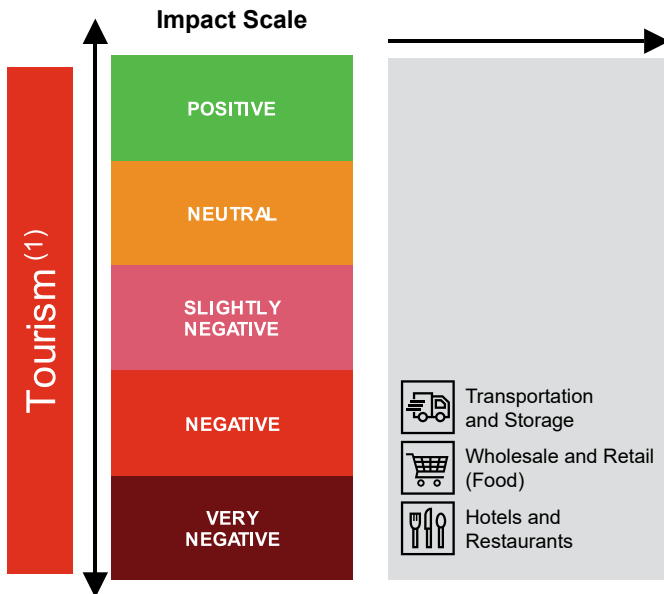 Impact Scale
Tourism (1)
POSITIVE
NEUTRAL
SLIGHTLY
NEGATIVE
NEGATIVE
VERY
NEGATIVE
Transportation
and Storage
Wholesale and Retail
(Food)
Hotels and
Restaurants